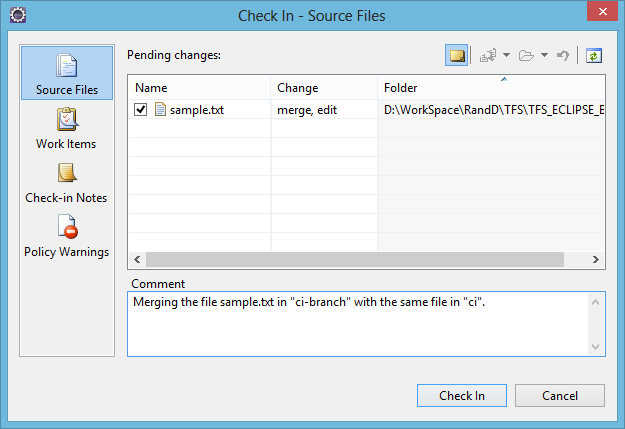 Check In - Source Files
Source Files
Work Items
Check-in Notes
Policy Warnings
Pending changes:
Name Change Folder
sample.txt merge, edit D:\WorkSpace\RandD\TFS\TFS_ECLIPSE_E
Comment
Merging the file sample.txt in "ci-branch" with the same file in "ci".
Check In Cancel